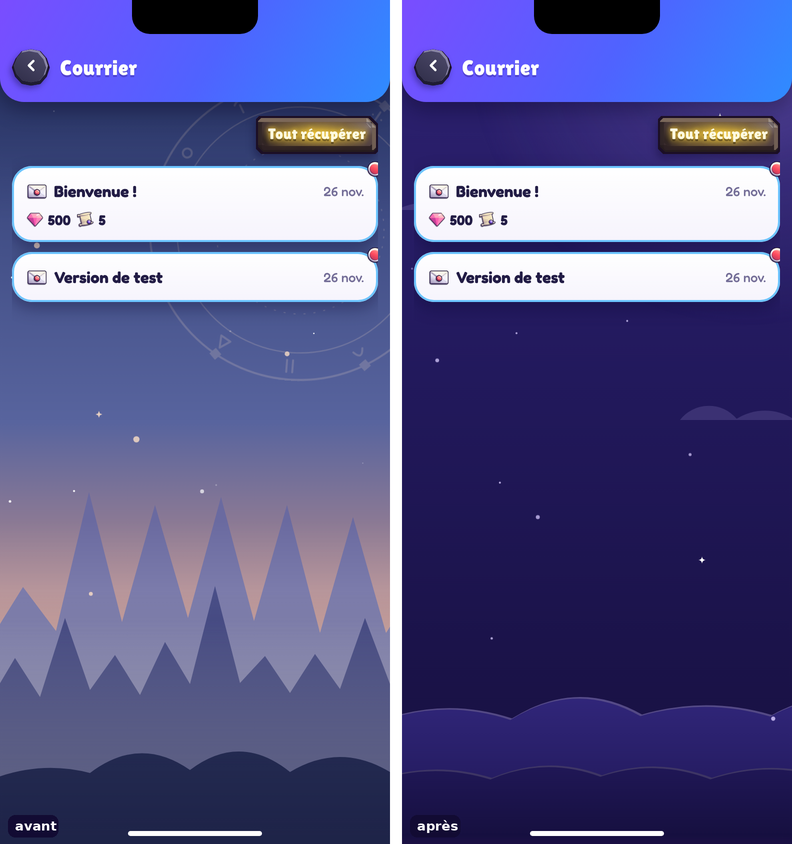 Courrier
Tout récupérer
Bienvenue !
26 nov.
500 5
Version de test
26 nov.
avant
Courrier
Tout récupérer
Bienvenue !
26 nov.
500 5
Version de test
26 nov.
après